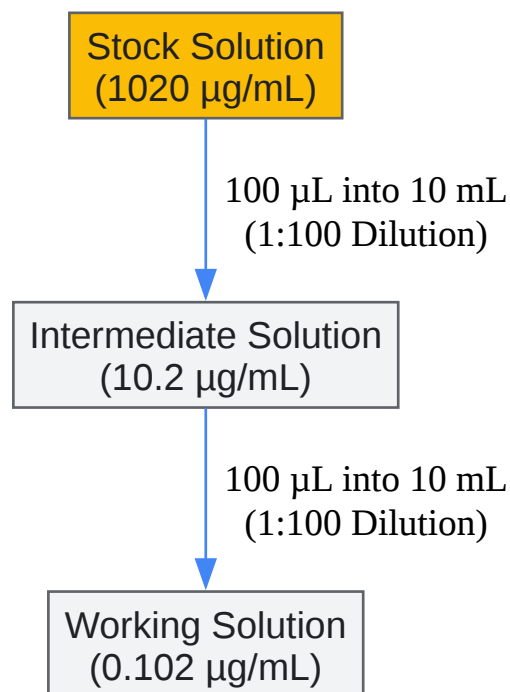 Stock Solution
(1020 µg/mL)
100 µL into 10 mL
(1:100 Dilution)
Intermediate Solution
(10.2 µg/mL)
100 µL into 10 mL
(1:100 Dilution)
Working Solution
(0.102 µg/mL)